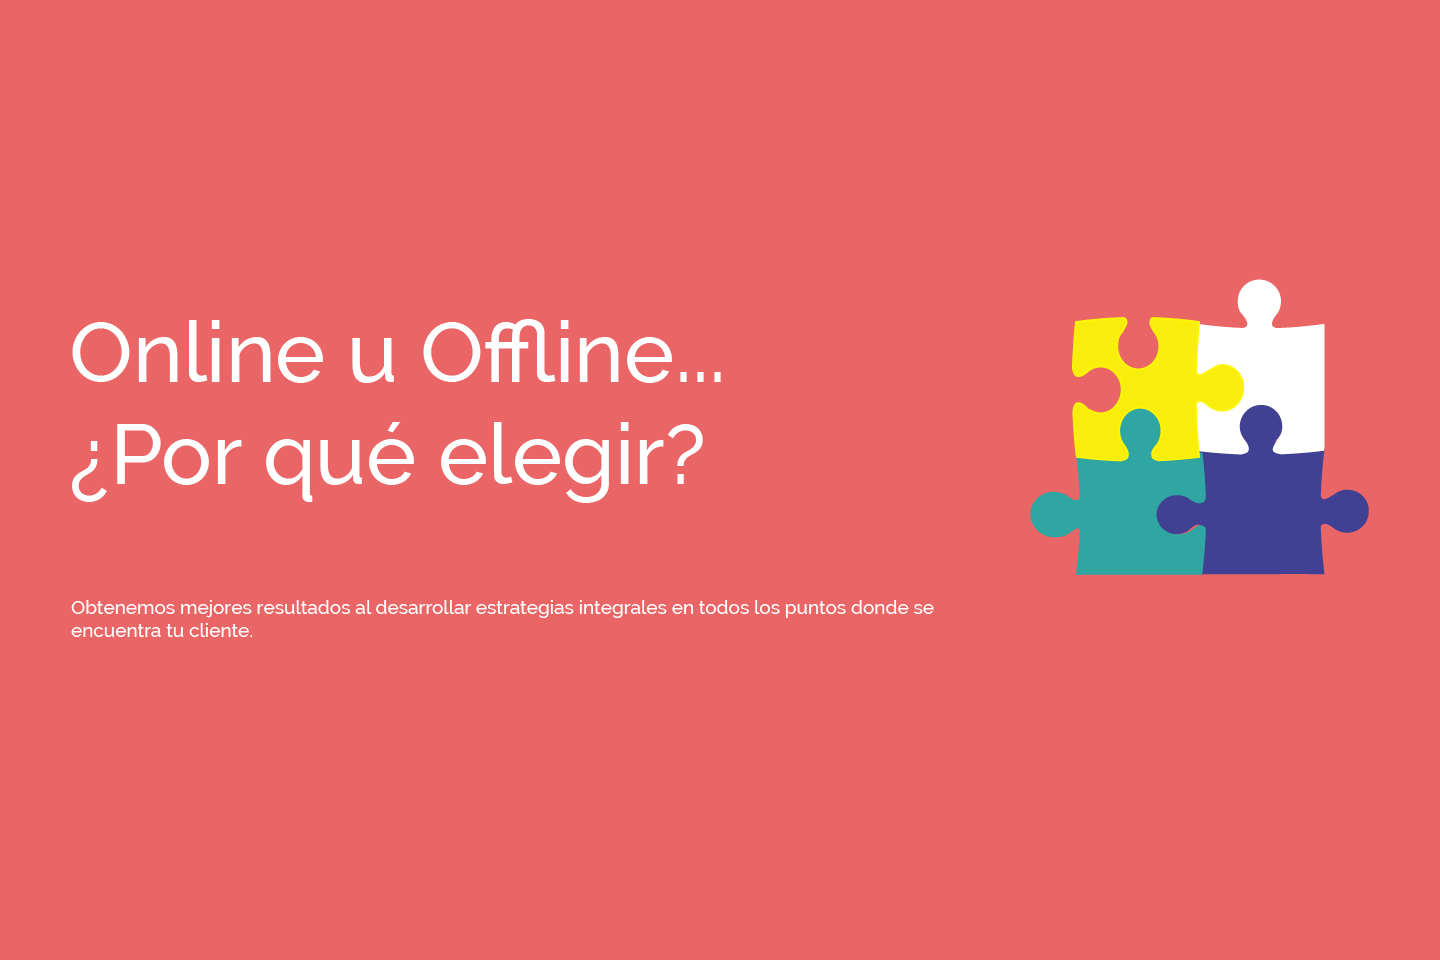 Online u Offline...
¿Por qué elegir?
Obtenemos mejores resultados al desarrollar estrategias integrales en todos los puntos donde se
encuentra tu cliente.